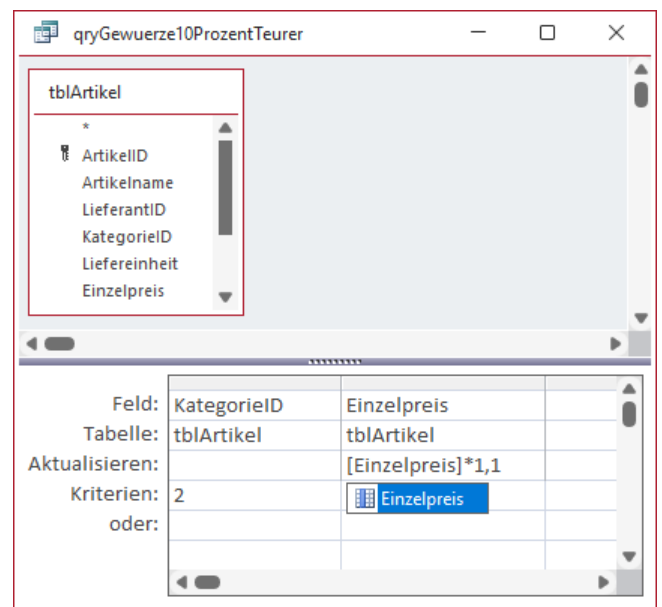 qryGewuerze10ProzentTeurer
tblArtikel
*
ArtikelID
Artikelname
LieferantID
KategorieID
Liefereinheit
Einzelpreis
Feld: KategorieID Einzelpreis
Tabelle: tblArtikel tblArtikel
Aktualisieren: [Einzelpreis]*1,1
Kriterien: 2 Einzelpreis
oder: